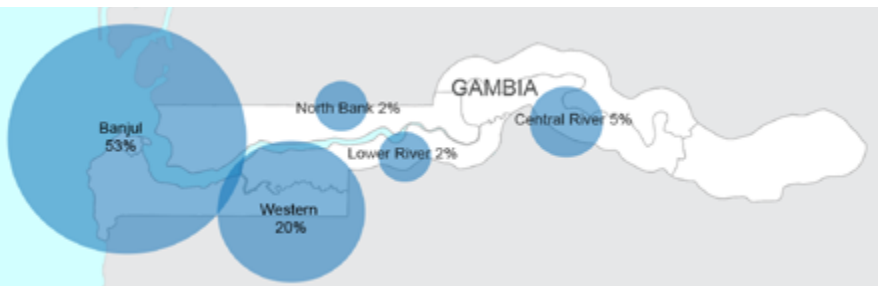 GAMBIA
North Bank 2%
Central River 5%
Banjul
53%
Lower River 2%
Western
20%